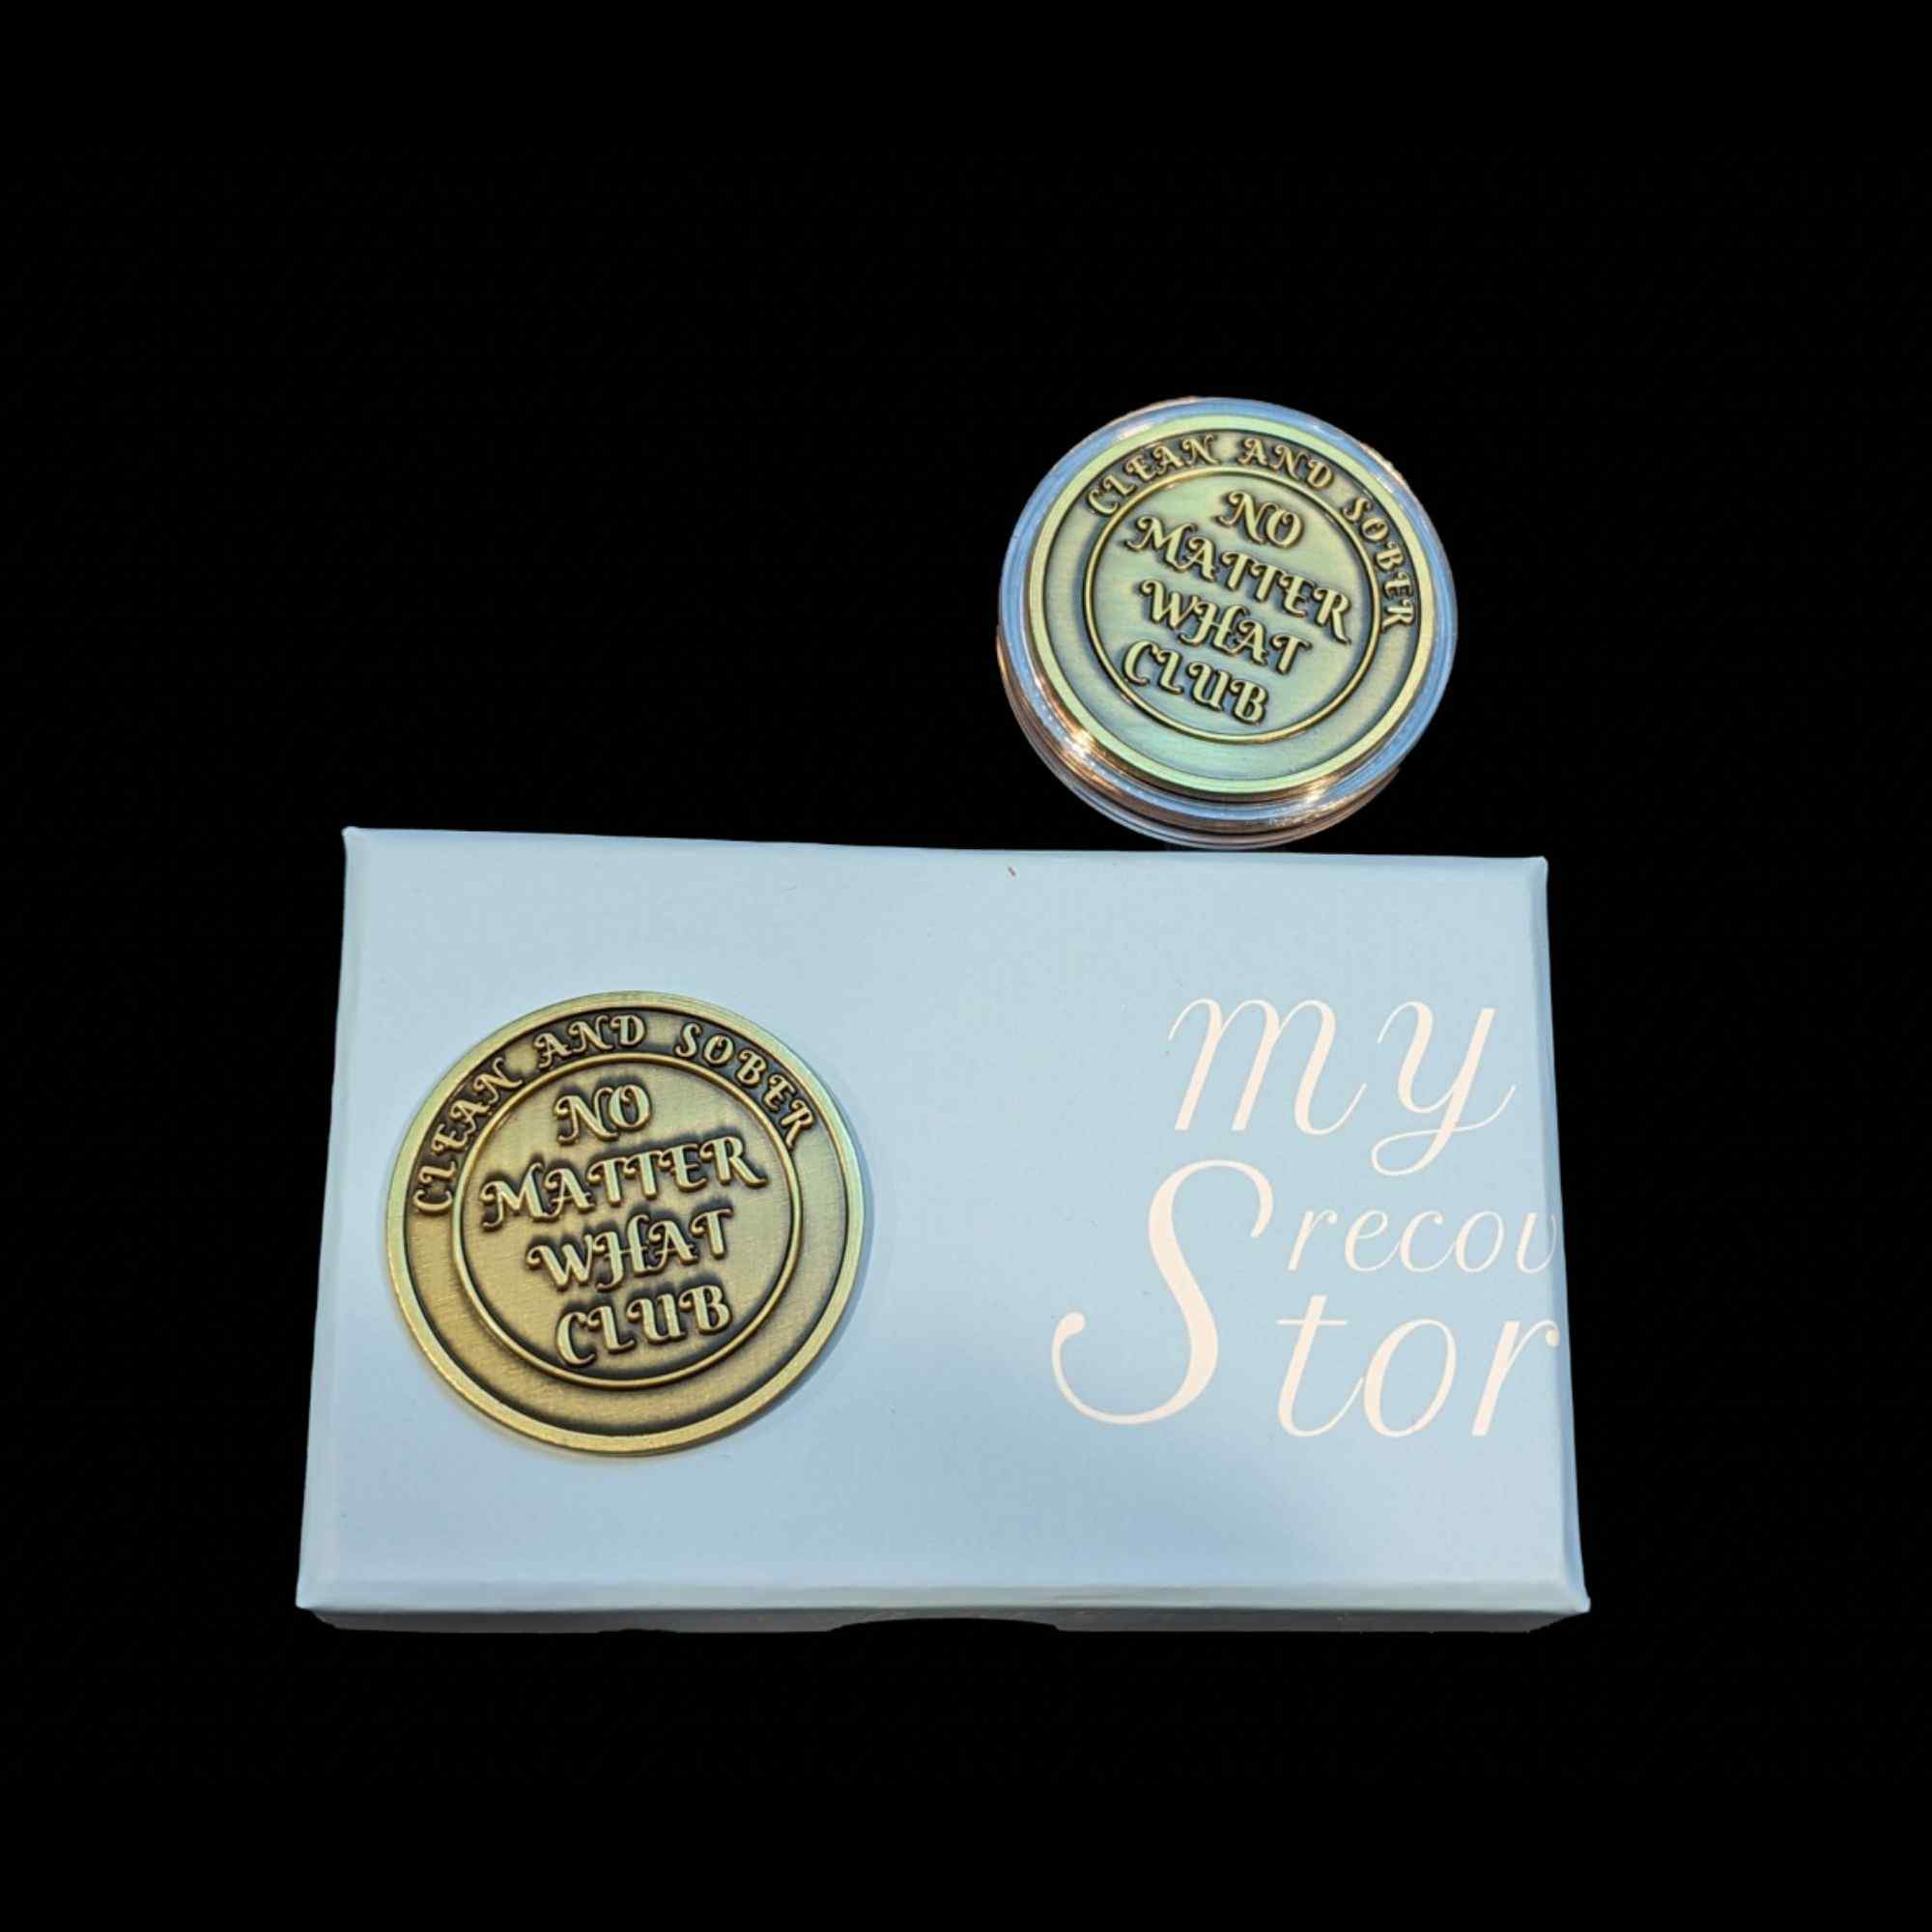 CLEAN AND SOBER
NO
MATTER
WHAT
CLUB
CLEAN AND SOBER
NO
MATTER
WHAT
CLUB
my
recov
Stor